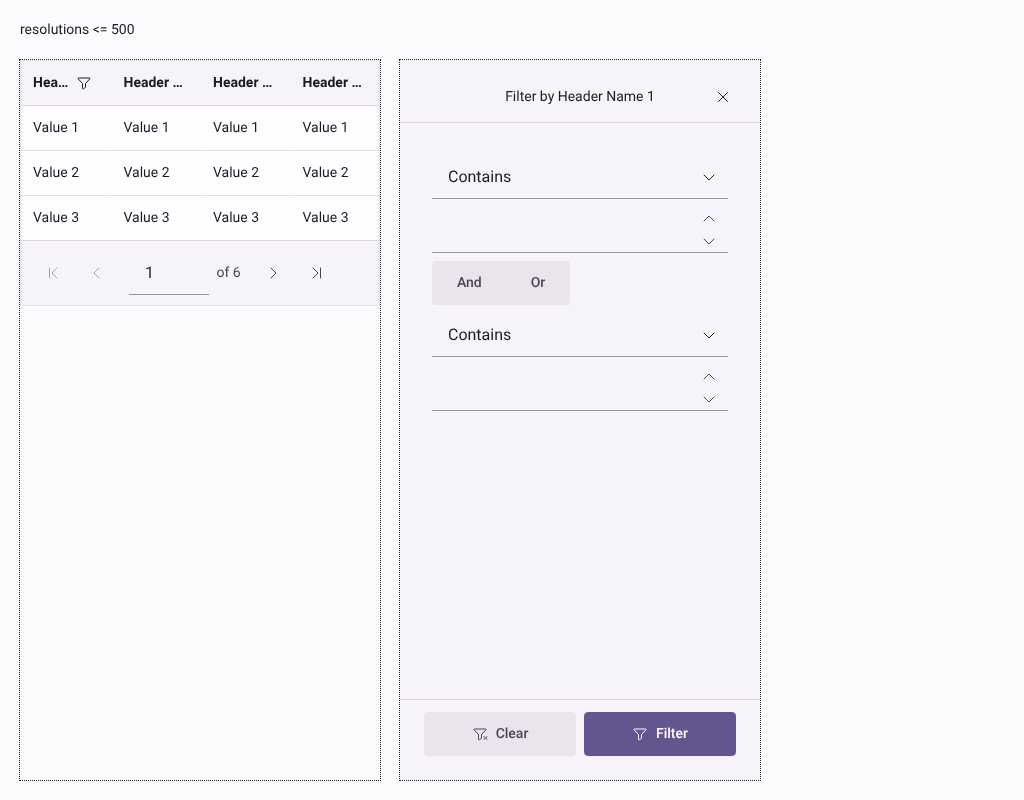 resolutions <= 500
Hea... Header ... Header ... Header ...
Value 1 Value 1 Value 1 Value 1
Value 2 Value 2 Value 2 Value 2
Value 3 Value 3 Value 3 Value 3
1 of 6
Filter by Header Name 1
Contains
And Or
Contains
Clear Filter